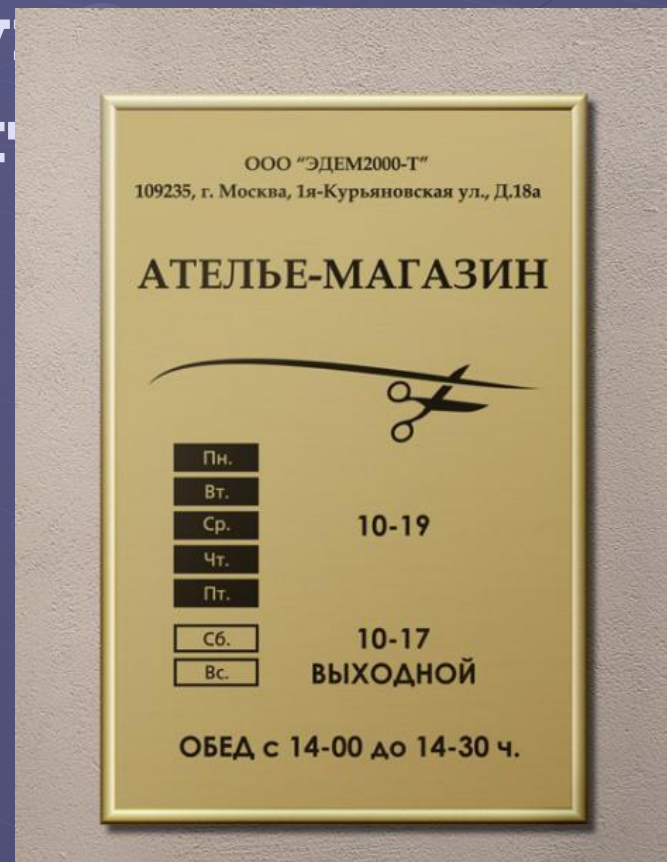 ООО “ЭДЕМ2000-Т”
109235, г. Москва, 1я-Курьяновская ул., Д.18а
АТЕЛЬЕ-МАГАЗИН
Пн.
Вт.
Ср. 10-19
Чт.
Пт.
Сб. 10-17
Вс. ВЫХОДНОЙ
ОБЕД с 14-00 до 14-30 ч.